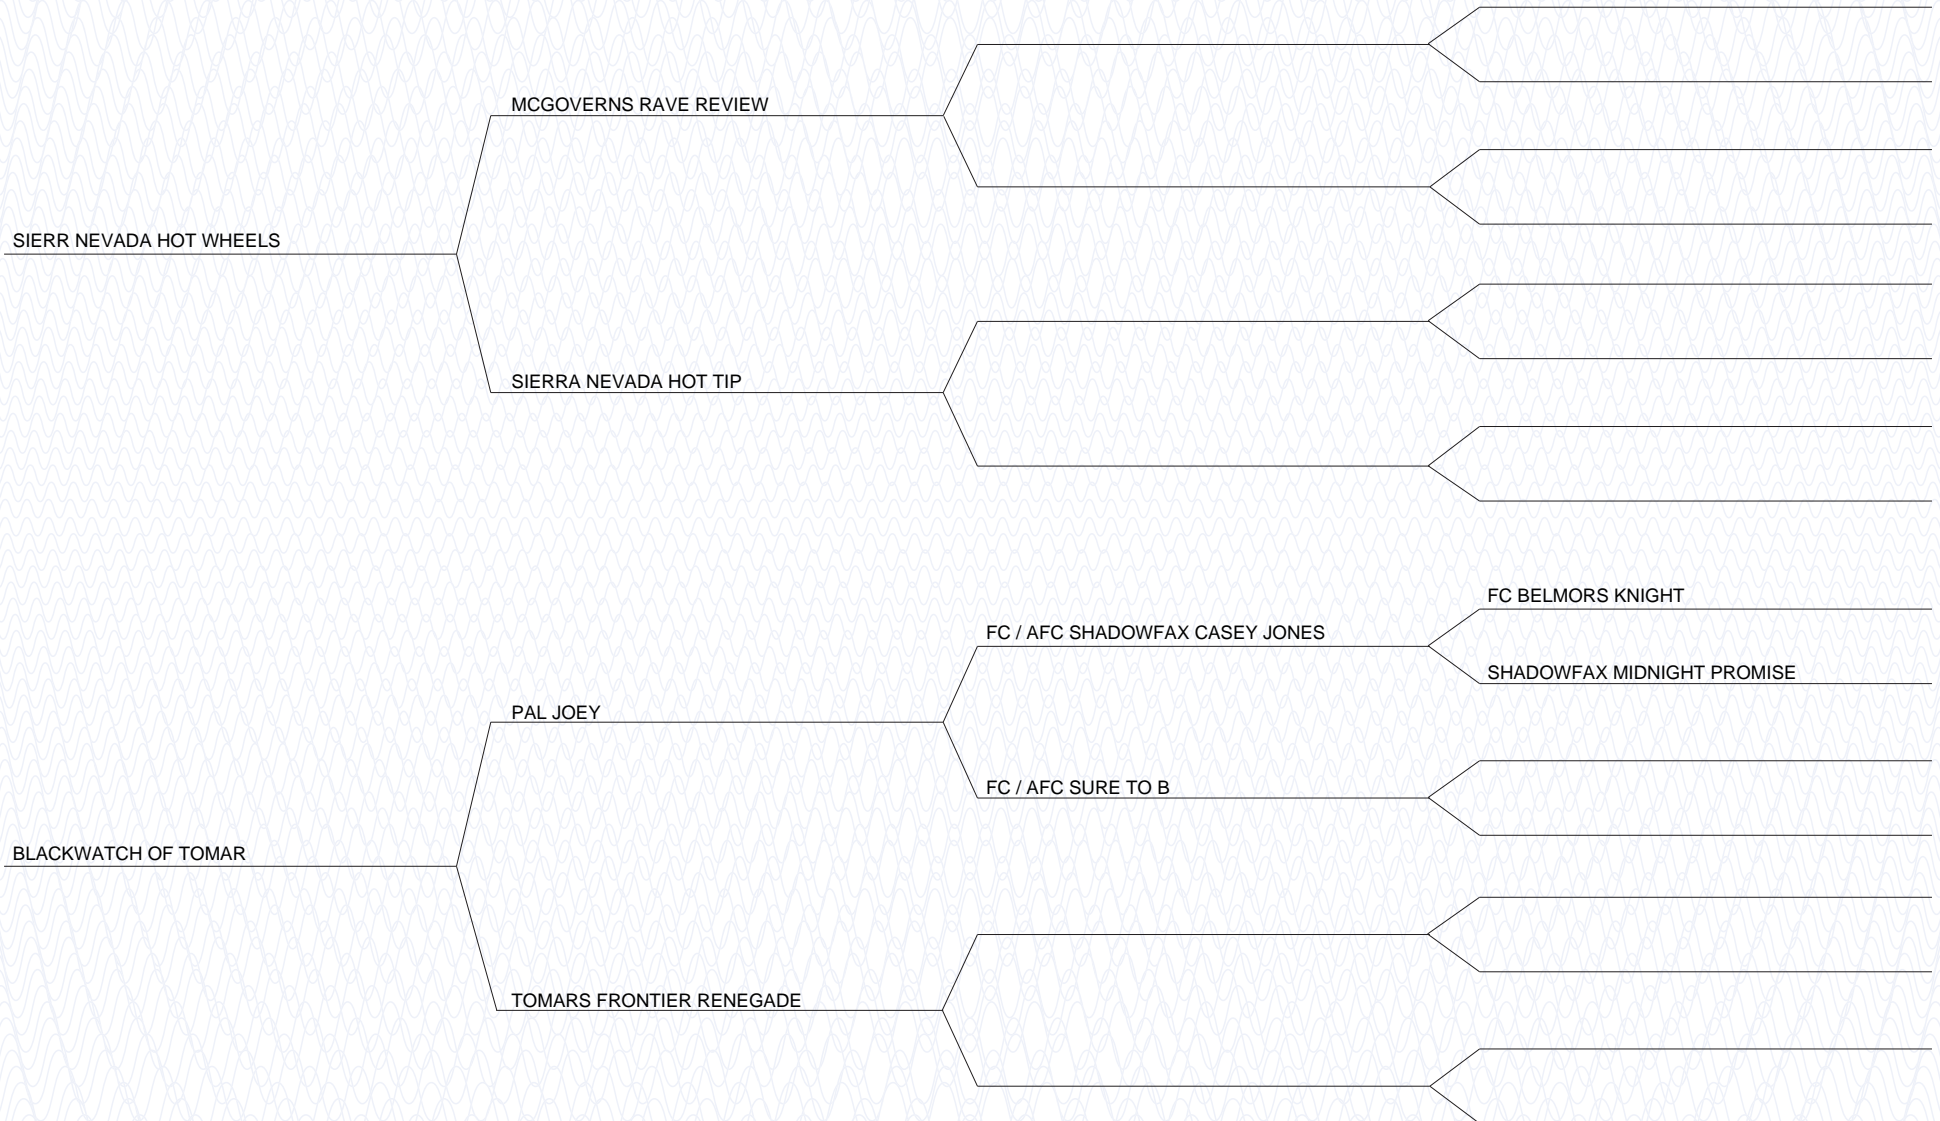 MCGOVERNS RAVE REVIEW
SIERR NEVADA HOT WHEELS
SIERRA NEVADA HOT TIP
FC BELMORS KNIGHT
FC / AFC SHADOWFAX CASEY JONES
SHADOWFAX MIDNIGHT PROMISE
PAL JOEY
FC / AFC SURE TO B
BLACKWATCH OF TOMAR
TOMARS FRONTIER RENEGADE